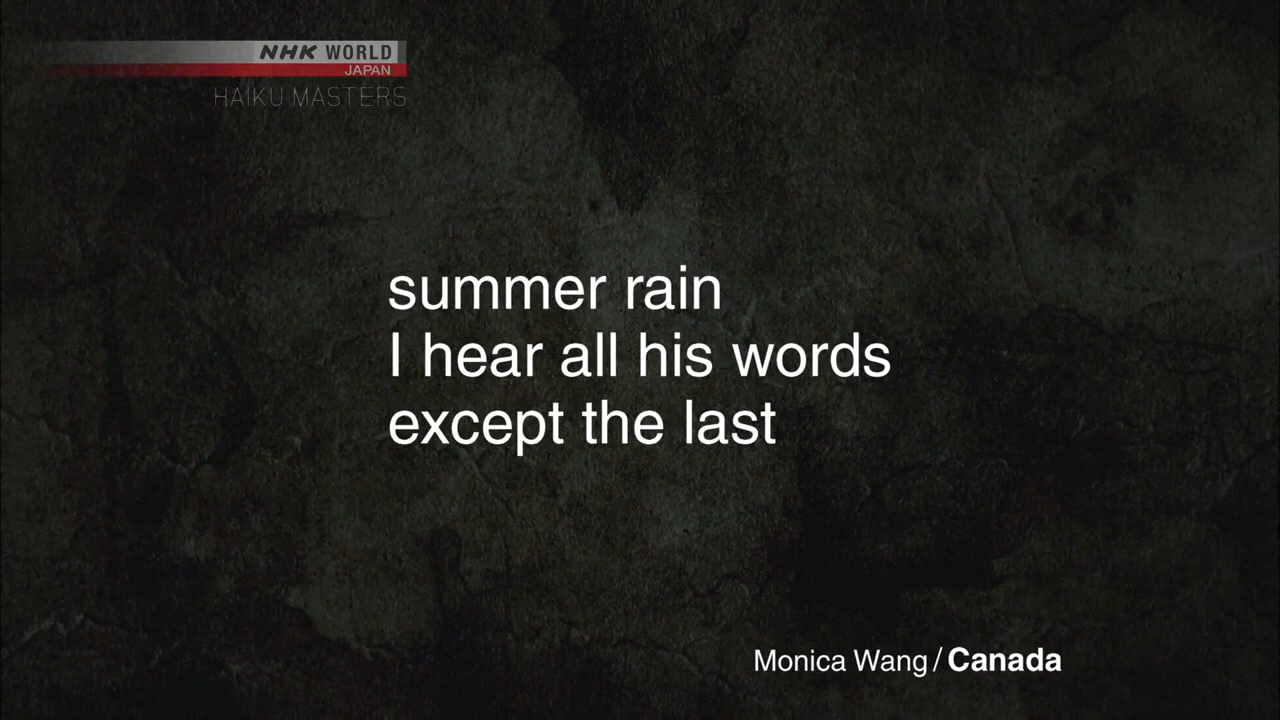 NHK WORLD
JAPAN
HAIKU MASTERS
summer rain
I hear all his words
except the last
Monica Wang / Canada